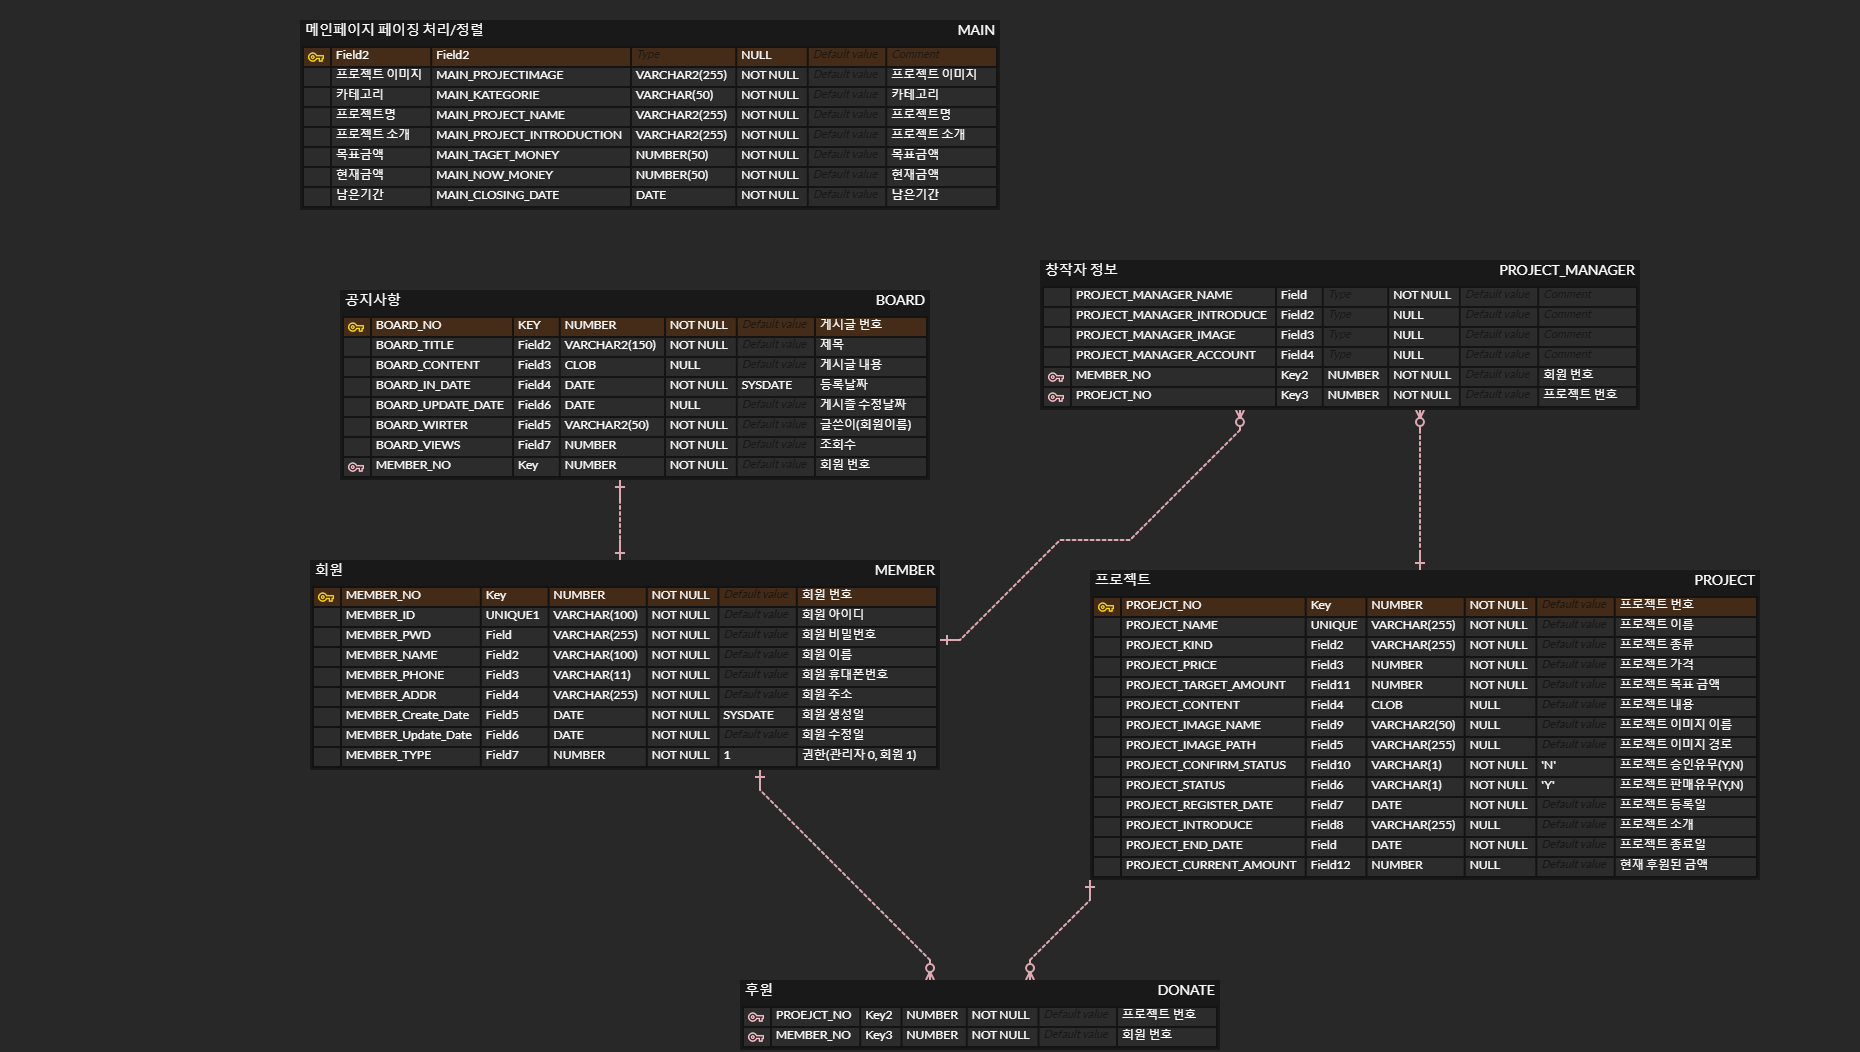 메인페이지 페이징 처리/정렬 MAIN
Field2 Field2 Type NULL Default value Comment
프로젝트 이미지 MAIN_PROJECTIMAGE VARCHAR2(255) NOT NULL Default value 프로젝트 이미지
카테고리 MAIN_KATEGORIE VARCHAR(50) NOT NULL Default value 카테고리
프로젝트명 MAIN_PROJECT_NAME VARCHAR2(255) NOT NULL Default value 프로젝트명
프로젝트 소개 MAIN_PROJECT_INTRODUCTION VARCHAR2(255) NOT NULL Default value 프로젝트 소개
목표금액 MAIN_TAGET_MONEY NUMBER(50) NOT NULL Default value 목표금액
현재금액 MAIN_NOW_MONEY NUMBER(50) NOT NULL Default value 현재금액
남은기간 MAIN_CLOSING_DATE DATE NOT NULL Default value 남은기간
창작자 정보 PROJECT_MANAGER
PROJECT_MANAGER_NAME Field Type NOT NULL Default value Comment
PROJECT_MANAGER_INTRODUCE Field2 Type NULL Default value Comment
PROJECT_MANAGER_IMAGE Field3 Type NULL Default value Comment
PROJECT_MANAGER_ACCOUNT Field4 Type NULL Default value Comment
MEMBER_NO Key2 NUMBER NOT NULL Default value 회원 번호
PROEJCT_NO Key3 NUMBER NOT NULL Default value 프로젝트 번호
공지사항 BOARD
BOARD_NO KEY NUMBER NOT NULL Default value 게시글 번호
BOARD_TITLE Field2 VARCHAR2(150) NOT NULL Default value 제목
BOARD_CONTENT Field3 CLOB NULL Default value 게시글 내용
BOARD_IN_DATE Field4 DATE NOT NULL SYSDATE 등록날짜
BOARD_UPDATE_DATE Field6 DATE NULL Default value 게시즐 수정날짜
BOARD_WIRTER Field5 VARCHAR2(50) NOT NULL Default value 글쓴이(회원이름)
BOARD_VIEWS Field7 NUMBER NOT NULL Default value 조회수
MEMBER_NO Key NUMBER NOT NULL Default value 회원 번호
회원 MEMBER
MEMBER_NO Key NUMBER NOT NULL Default value 회원 번호
MEMBER_ID UNIQUE1 VARCHAR(100) NOT NULL Default value 회원 아이디
MEMBER_PWD Field VARCHAR(255) NOT NULL Default value 회원 비밀번호
MEMBER_NAME Field2 VARCHAR(100) NOT NULL Default value 회원 이름
MEMBER_PHONE Field3 VARCHAR(11) NOT NULL Default value 회원 휴대폰번호
MEMBER_ADDR Field4 VARCHAR(255) NOT NULL Default value 회원 주소
MEMBER_Create_Date Field5 DATE NOT NULL SYSDATE 회원 생성일
MEMBER_Update_Date Field6 DATE NOT NULL Default value 회원 수정일
MEMBER_TYPE Field7 NUMBER NOT NULL 1 권한(관리자 0, 회원 1)
프로젝트 PROJECT
PROEJCT_NO Key NUMBER NOT NULL Default value 프로젝트 번호
PROJECT_NAME UNIQUE VARCHAR(255) NOT NULL Default value 프로젝트 이름
PROJECT_KIND Field2 VARCHAR(255) NOT NULL Default value 프로젝트 종류
PROJECT_PRICE Field3 NUMBER NOT NULL Default value 프로젝트 가격
PROJECT_TARGET_AMOUNT Field11 NUMBER NOT NULL Default value 프로젝트 목표 금액
PROJECT_CONTENT Field4 CLOB NULL Default value 프로젝트 내용
PROJECT_IMAGE_NAME Field9 VARCHAR2(50) NULL Default value 프로젝트 이미지 이름
PROJECT_IMAGE_PATH Field5 VARCHAR(255) NULL Default value 프로젝트 이미지 경로
PROJECT_CONFIRM_STATUS Field10 VARCHAR(1) NOT NULL 'N' 프로젝트 승인유무(Y,N)
PROJECT_STATUS Field6 VARCHAR(1) NOT NULL 'Y' 프로젝트 판매유무(Y,N)
PROJECT_REGISTER_DATE Field7 DATE NOT NULL Default value 프로젝트 등록일
PROJECT_INTRODUCE Field8 VARCHAR(255) NULL Default value 프로젝트 소개
PROJECT_END_DATE Field DATE NOT NULL Default value 프로젝트 종료일
PROJECT_CURRENT_AMOUNT Field12 NUMBER NULL Default value 현재 후원된 금액
후원 DONATE
PROEJCT_NO Key2 NUMBER NOT NULL Default value 프로젝트 번호
MEMBER_NO Key3 NUMBER NOT NULL Default value 회원 번호